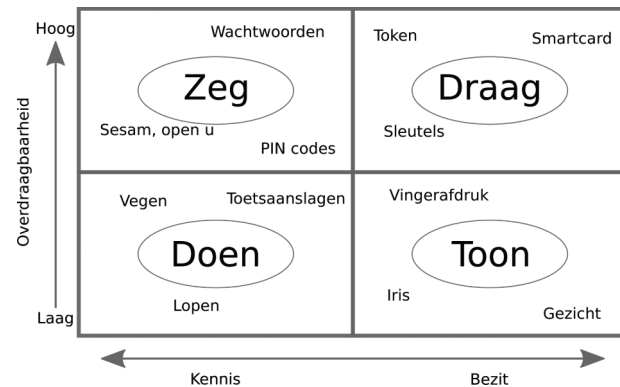 Hoog
Wachtwoorden
Token
Smartcard
Zeg
Draag
Sesam, open u
Sleutels
PIN codes
Overdraagbaarheid
Vegen
Toetsaanslagen
Vingerafdruk
Doen
Toon
Lopen
Iris
Gezicht
Laag
Kennis
Bezit